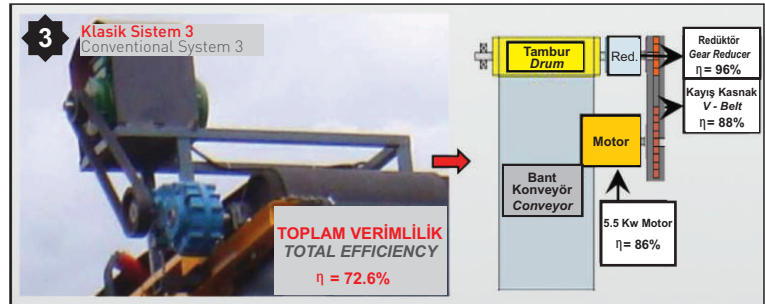 3
Klasik Sistem 3
Conventional System 3
TOPLAM VERİMLİLİK
TOTAL EFFICIENCY
η = 72.6%
Tambur
Drum
Red.
Redüktör
Gear Reducer
η = 96%
Kayış Kasnak
V - Belt
η = 88%
Motor
Bant
Konveyör
Conveyor
5.5 Kw Motor
η = 86%